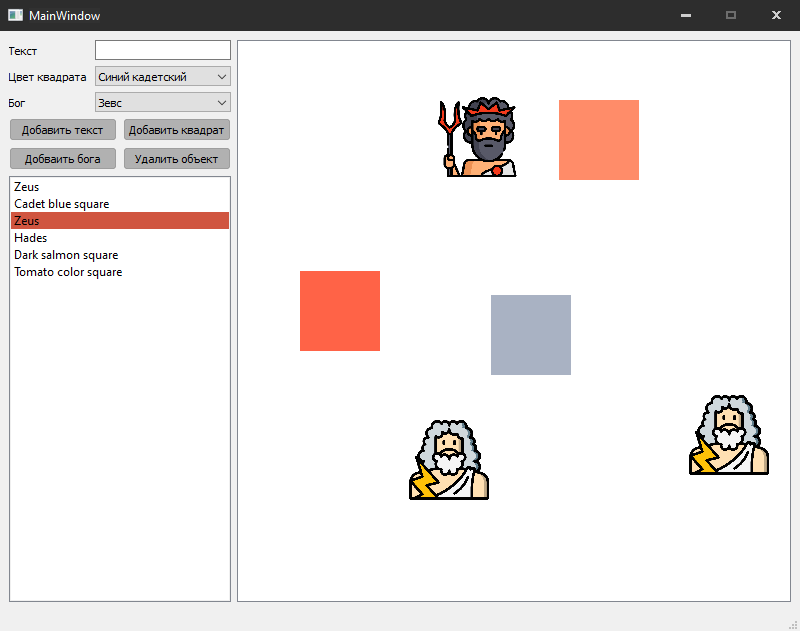 MainWindow
Текст
Цвет квадрата Синий кадетский
Бог Зевс
Добавить текст Добавить квадрат
Добваить бога Удалить объект
Zeus
Cadet blue square
Zeus
Hades
Dark salmon square
Tomato color square